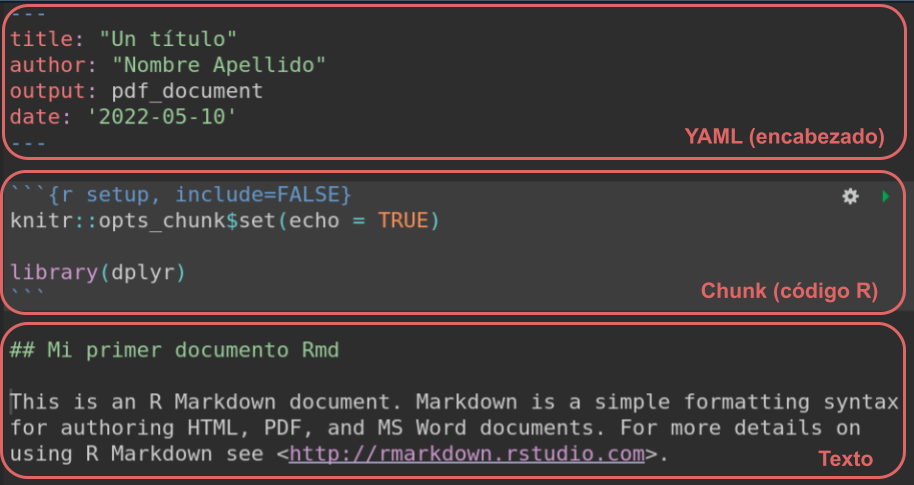 ---
title: "Un título"
author: "Nombre Apellido"
output: pdf_document
date: '2022-05-10'
---
YAML (encabezado)
```{r setup, include=FALSE}
knitr::opts_chunk$set(echo = TRUE)
library(dplyr)
```
Chunk (código R)
## Mi primer documento Rmd
This is an R Markdown document. Markdown is a simple formatting syntax
for authoring HTML, PDF, and MS Word documents. For more details on
using R Markdown see <http://rmarkdown.rstudio.com>.
Texto